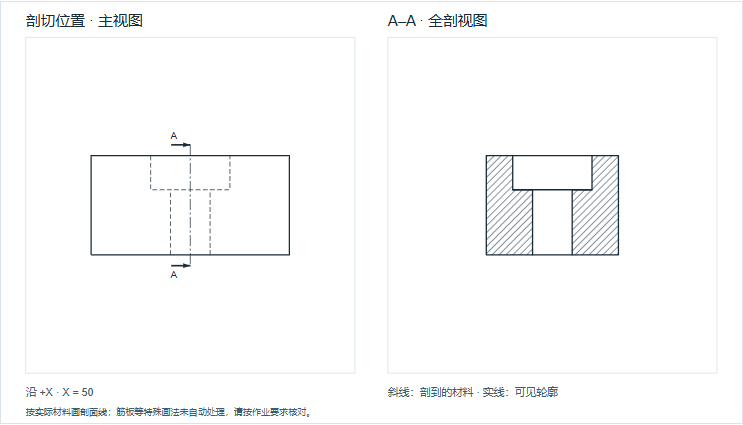 剖切位置 · 主视图
A–A · 全剖视图
A
A
沿 +X · X = 50
斜线：剖到的材料 · 实线：可见轮廓
按实际材料画剖面线；筋板等特殊画法未自动处理，请按作业要求核对。